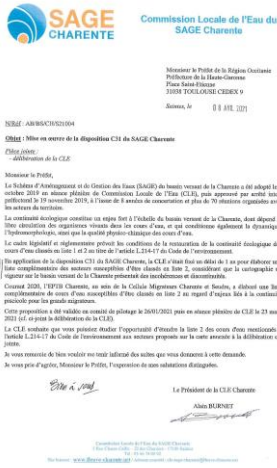 SAGE
CHARENTE
Commission Locale de l'Eau du
SAGE Charente
Monsieur le Préfet de la Région Occitanie
Préfecture de la Haute-Garonne
Place Saint-Etienne
31038 TOULOUSE CEDEX 9
Saintes, le 08 AVR. 2021
N/Réf : AB/BS/CH/S21004
Objet : Mise en œuvre de la disposition C31 du SAGE Charente
Pièce jointe :
- délibération de la CLE
Monsieur le Préfet,
Le Schéma d'Aménagement et de Gestion des Eaux (SAGE) du bassin versant de la Charente a été adopté le
octobre 2019 en séance plénière de Commission Locale de l'Eau (CLE), puis approuvé par arrêté inter
préfectoral le 19 novembre 2019, à l'issue de 8 années de concertation et plus de 70 réunions organisées avec
les acteurs du territoire.
La continuité écologique constitue un enjeu fort à l'échelle du bassin versant de la Charente, dont dépend
libre circulation des organismes vivants dans les cours d'eau, et qui conditionne également la dynamique
l'hydromorphologie, ainsi que la qualité physico-chimique des cours d'eau.
Le cadre législatif et réglementaire prévoit les conditions de la restauration de la continuité écologique d
cours d'eau classés en listes 1 et 2 au titre de l'article L.214-17 du Code de l'environnement.
En application de la disposition C31 du SAGE, la CLE s'était fixé un délai de 1 an pour élaborer un
liste complémentaire des secteurs susceptibles d'être classés en liste 2, considérant que la cartographie
vigueur sur le bassin versant de la Charente présentait des incohérences et discontinuités.
Courant 2020, l'EPTB Charente, au sein de la Cellule Migrateurs Charente et Seudre, a élaboré une li
complémentaire de cours d'eau susceptibles d'être classés en liste 2 au regard d'enjeux liés à la continui
piscicole pour les grands migrateurs.
Cette proposition a été validée en comité de pilotage le 26/01/2021 puis en séance plénière de CLE le 23 ma
2021 (cf. ci-joint la délibération de la CLE).
La CLE souhaite que vous puissiez étudier l'opportunité d'étendre la liste 2 des cours d'eau mentionnés
l'article L.214-17 du Code de l'environnement aux secteurs proposés sur la carte annexée à la délibération c
jointe.
Je vous remercie de bien vouloir me tenir informé des suites que vous donnerez à cette demande.
Je vous prie d'agréer, Monsieur le Préfet, l'expression de mes salutations distinguées.
Bien à vous,
Le Président de la CLE
Alain BURNET